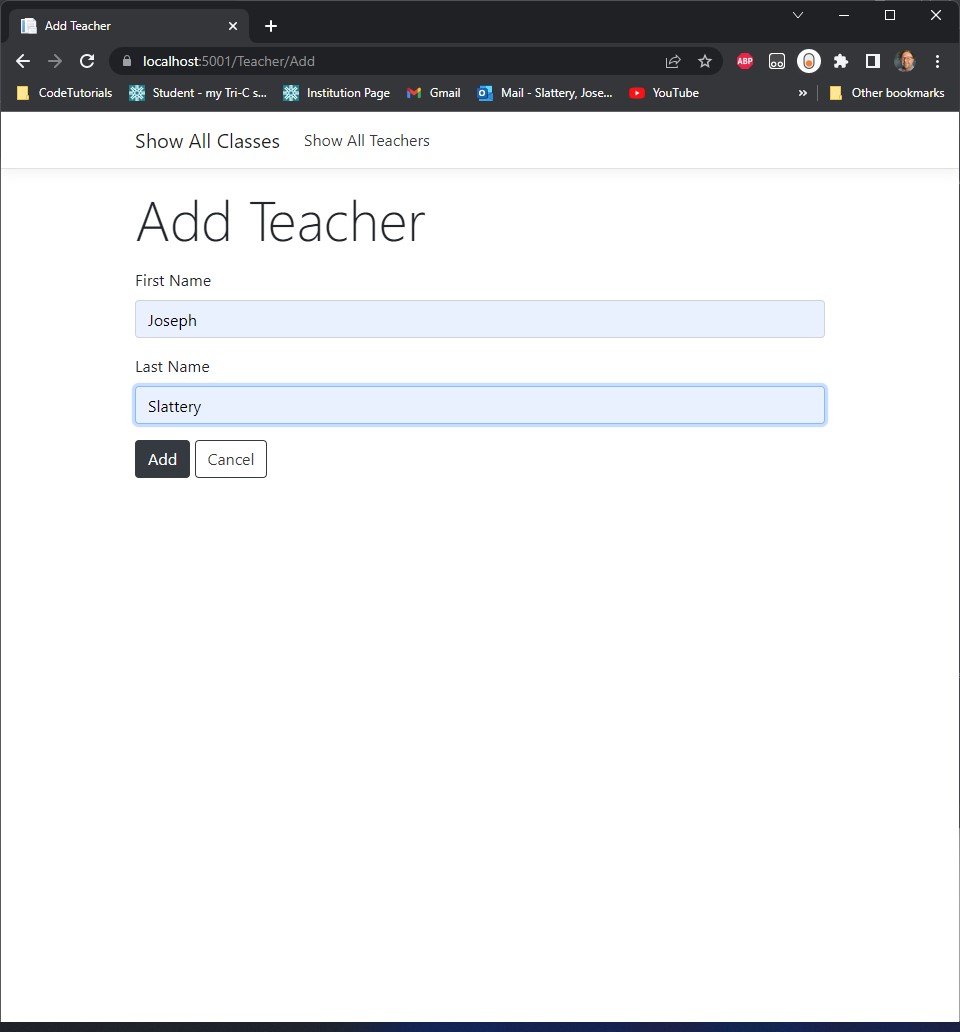 Add Teacher
localhost:5001/Teacher/Add
ABP
CodeTutorials Student - my Tri-C s... Institution Page Gmail Mail - Slattery, Jose... YouTube » Other bookmarks
Show All Classes Show All Teachers
Add Teacher
First Name
Joseph
Last Name
Slattery
Add Cancel